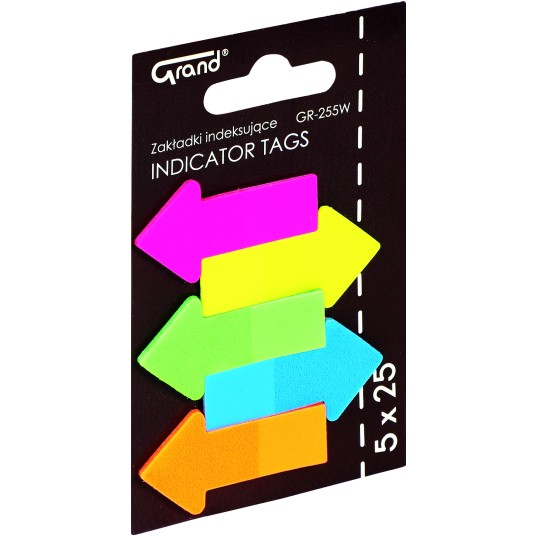 Grand®
GR-255W
Zakładki indeksujące
INDICATOR TAGS
5 x 25